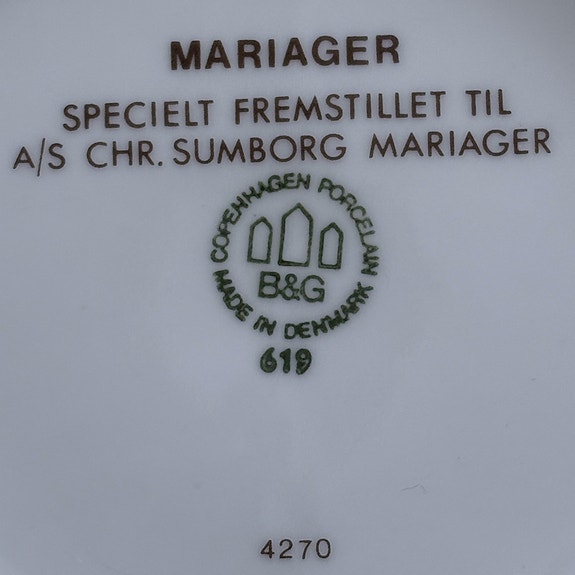 MARIAGER
SPECIELT FREMSTILLET TIL
A/S CHR. SUMBORG MARIAGER
COPENHAGEN PORCELAIN
B&G
MADE IN DENMARK
619
4270